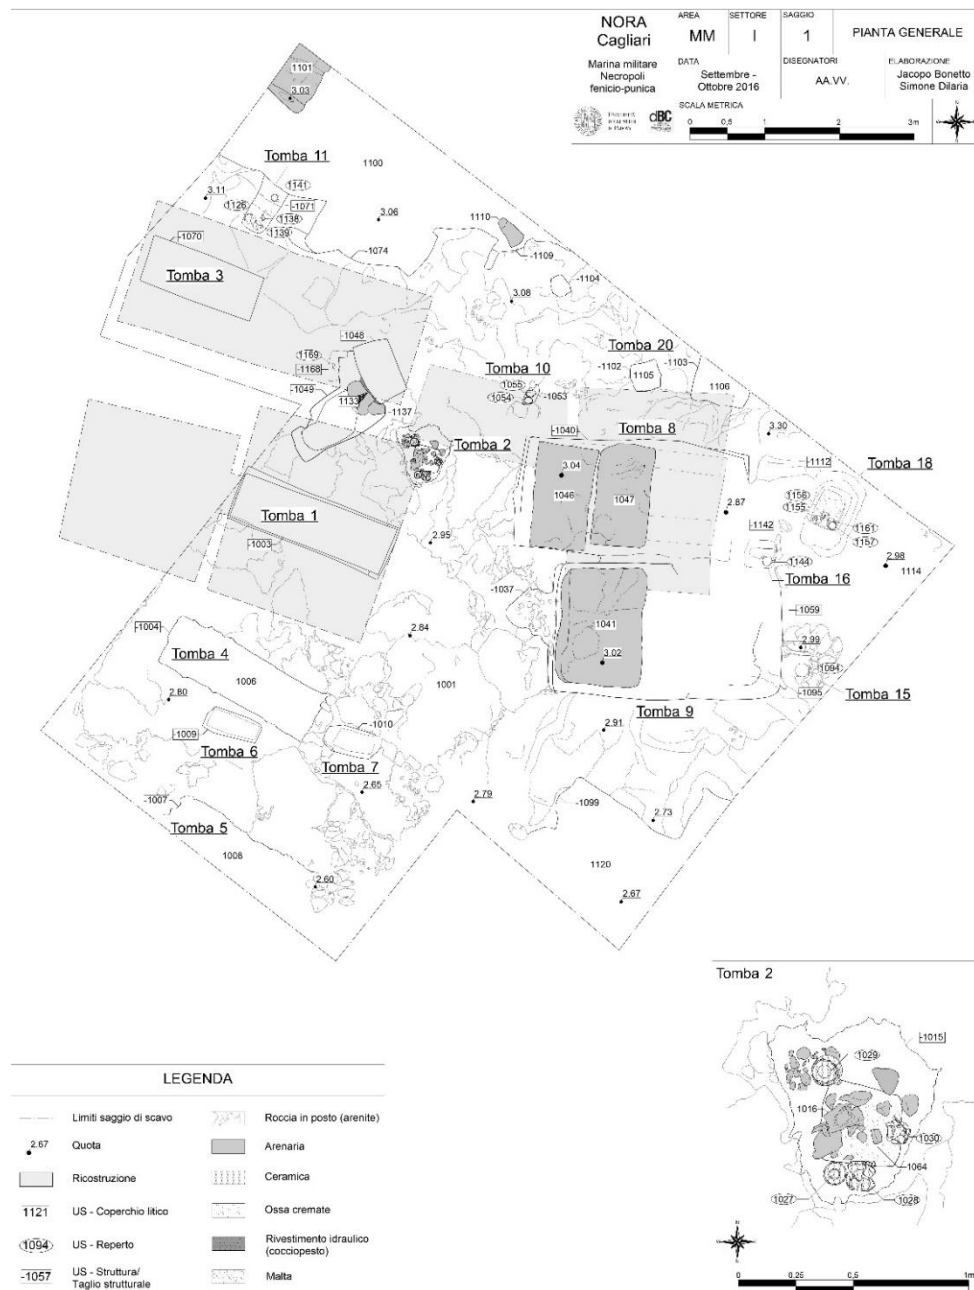 NORA
Cagliari
Marina militare
Necropoli
fenicio-punica
AREA
MM
SETTORE
I
SAGGIO
1
PIANTA GENERALE
DATA
Settembre -
Ottobre 2016
DISEGNATORI
AA.VV.
ELABORAZIONE
Jacopo Bonetto
Simone Dilaria
dBC
SCALA METRICA
0 0,5 1 2 3m
N
1101
3.03
Tomba 11
1100
1141
3.11
1126
-1071
1138
1139
3.06
1110
-1070
-1074
-1109
Tomba 3
-1104
3.08
-1048
Tomba 20
1169
-1168
-1102
-1103
Tomba 10
1105
-1049
1055
1106
1054
-1053
1133
-1137
3.30
-1040
Tomba 8
Tomba 2
-1112
Tomba 18
3.04
1046
1047
1156
1155
2.87
Tomba 1
1161
-1142
1157
-1003
2.95
2.98
1144
1114
-1037
Tomba 16
-1059
-1004
2.84
1041
2.99
Tomba 4
3.02
1094
1006
1001
-1095
2.80
Tomba 15
-1010
Tomba 9
-1009
2.91
Tomba 6
Tomba 7
2.65
2.79
-1007
-1099
2.73
Tomba 5
1008
1120
2.60
2.67
Tomba 2
-1015
1029
1016
1030
1064
1027
1028
N
0 0,25 0,5 1m
LEGENDA
Limiti saggio di scavo
2.67 Quota
Ricostruzione
1121 US - Coperchio litico
1094 US - Reperto
-1057 US - Struttura/
Taglio strutturale
Roccia in posto (arenite)
Arenaria
Ceramica
Ossa cremate
Rivestimento idraulico
(cocciopesto)
Malta